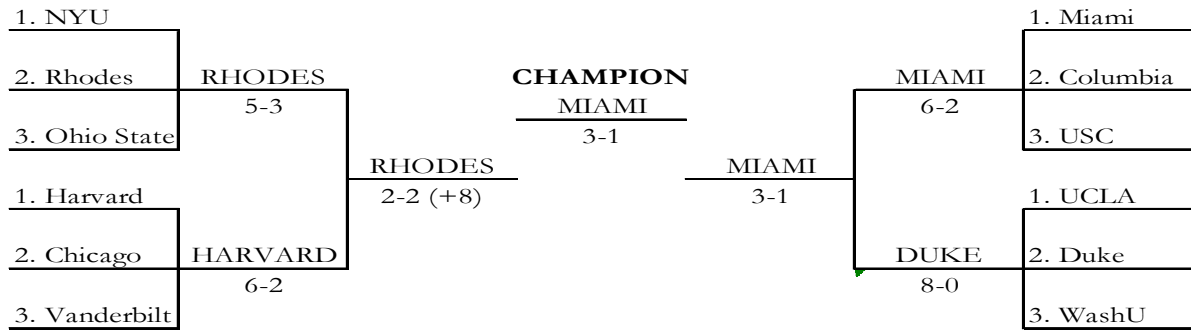 1. NYU
2. Rhodes
3. Ohio State
RHODES
5-3
1. Harvard
2. Chicago
3. Vanderbilt
HARVARD
6-2
RHODES
2-2 (+8)
CHAMPION
MIAMI
3-1
MIAMI
3-1
MIAMI
6-2
1. Miami
2. Columbia
3. USC
DUKE
8-0
1. UCLA
2. Duke
3. WashU